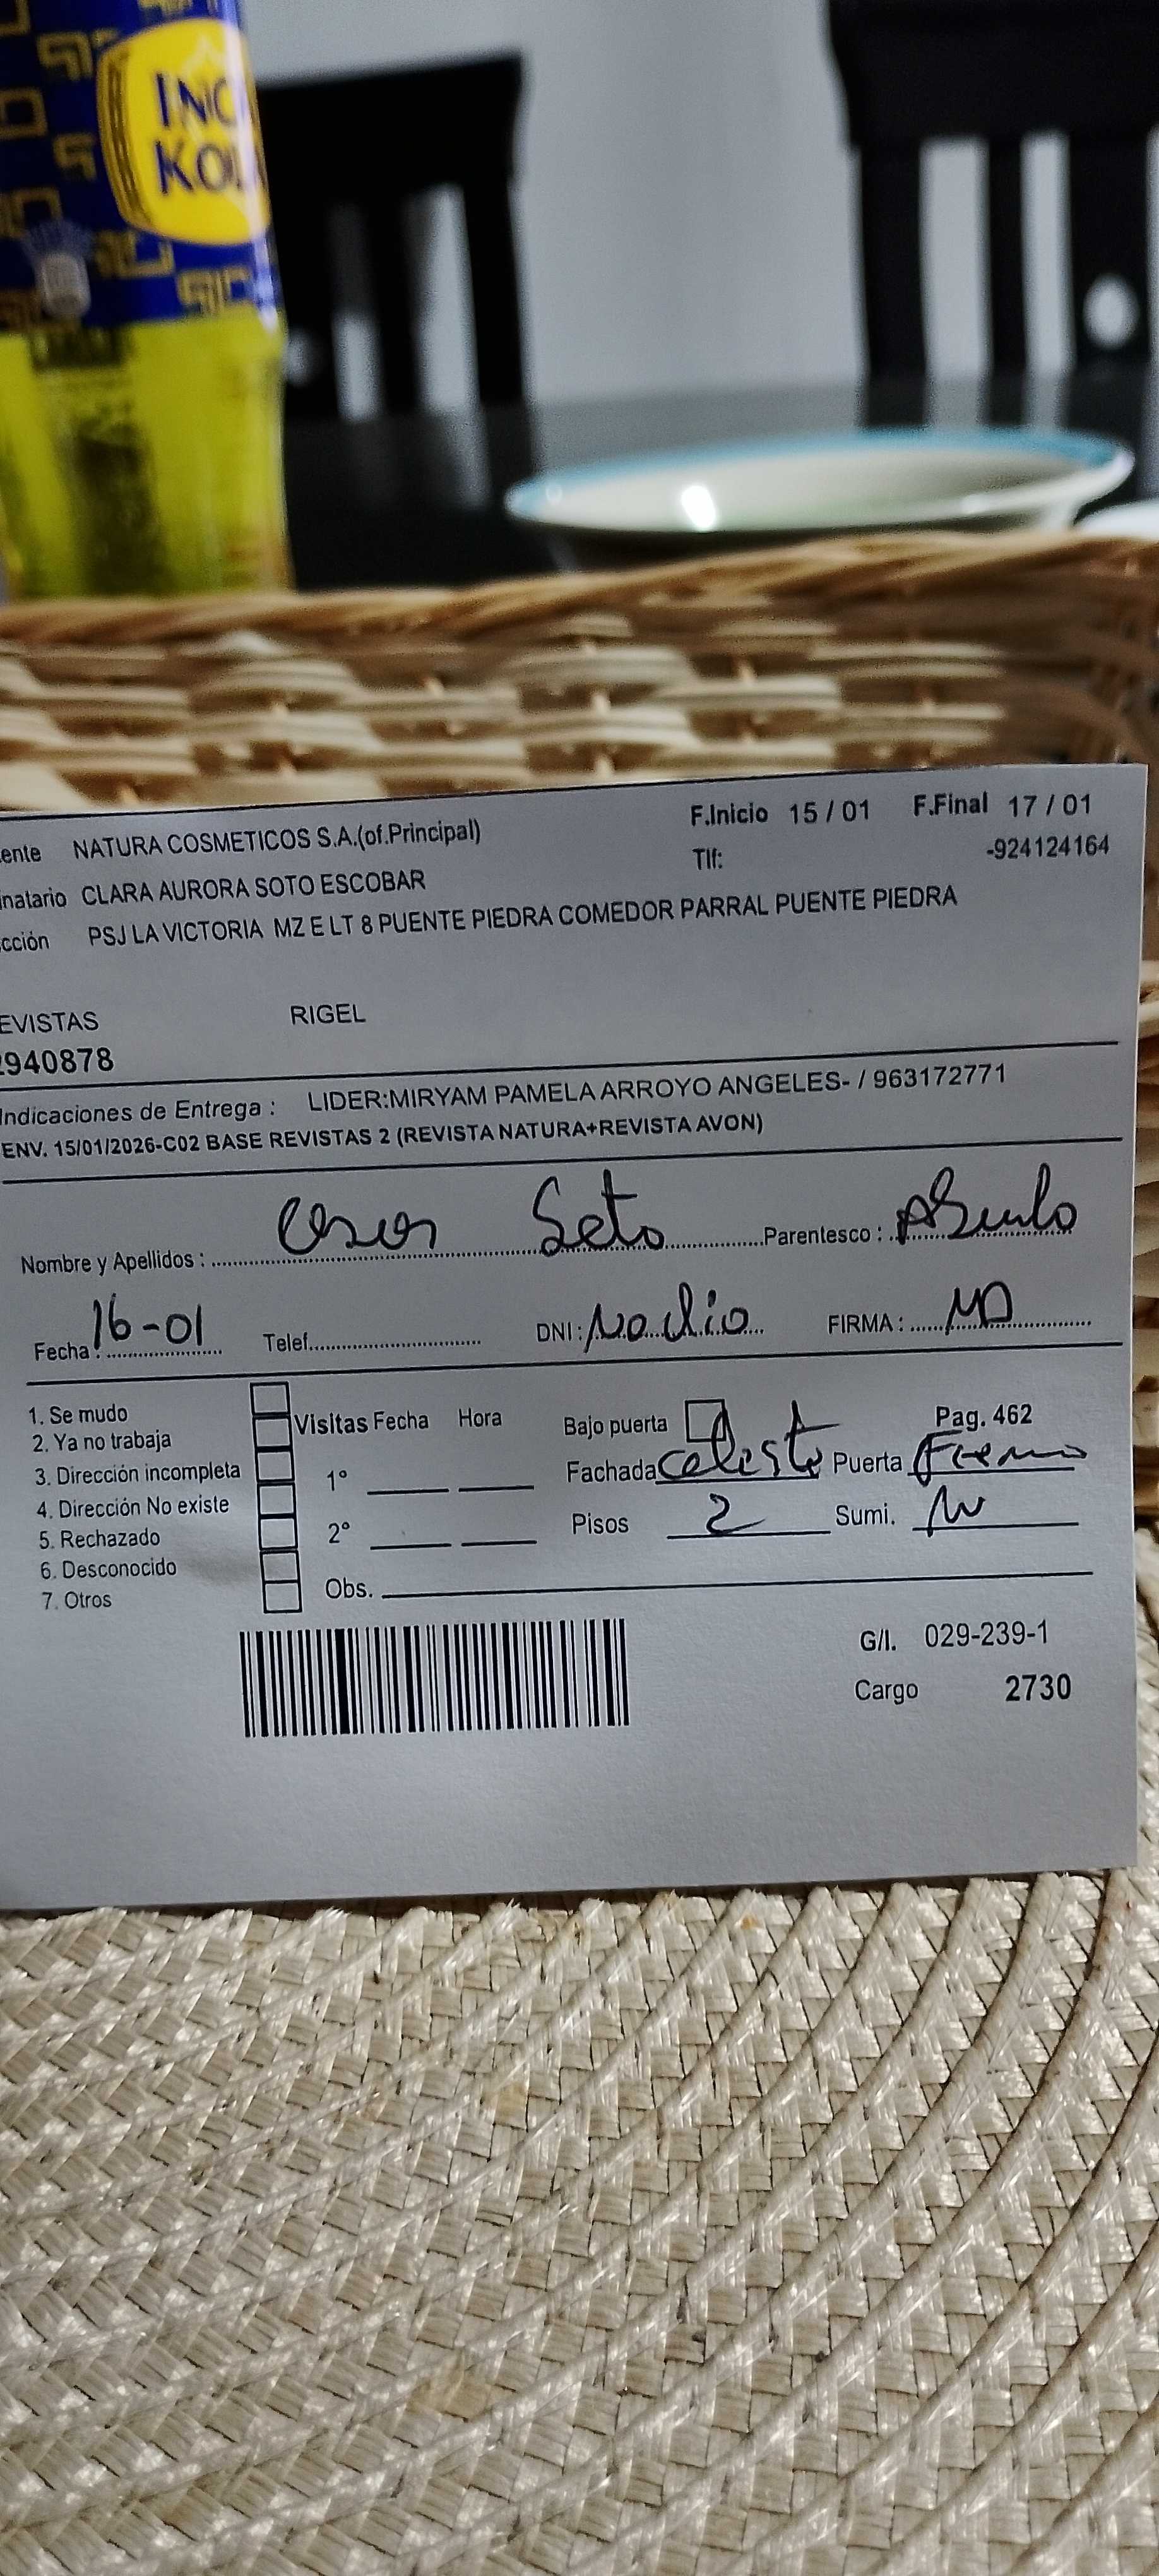 INC
KOL
ente NATURA COSMETICOS S.A.(of.Principal) F.Inicio 15 / 01 F.Final 17 / 01
Tlf: -924124164
inatario CLARA AURORA SOTO ESCOBAR
cción PSJ LA VICTORIA MZ E LT 8 PUENTE PIEDRA COMEDOR PARRAL PUENTE PIEDRA
EVISTAS RIGEL
2940878
Indicaciones de Entrega : LIDER:MIRYAM PAMELA ARROYO ANGELES- / 963172771
ENV. 15/01/2026-C02 BASE REVISTAS 2 (REVISTA NATURA+REVISTA AVON)
Nombre y Apellidos : Soto Parentesco :
Fecha : 16-01 Telef. DNI : No dio FIRMA :
1. Se mudo
2. Ya no trabaja
3. Dirección incompleta
4. Dirección No existe
5. Rechazado
6. Desconocido
7. Otros
Visitas Fecha Hora
1°
2°
Obs.
Bajo puerta Pag. 462
Fachada Celeste Puerta Fierro
Pisos 2 Sumi.
G/I. 029-239-1
Cargo 2730